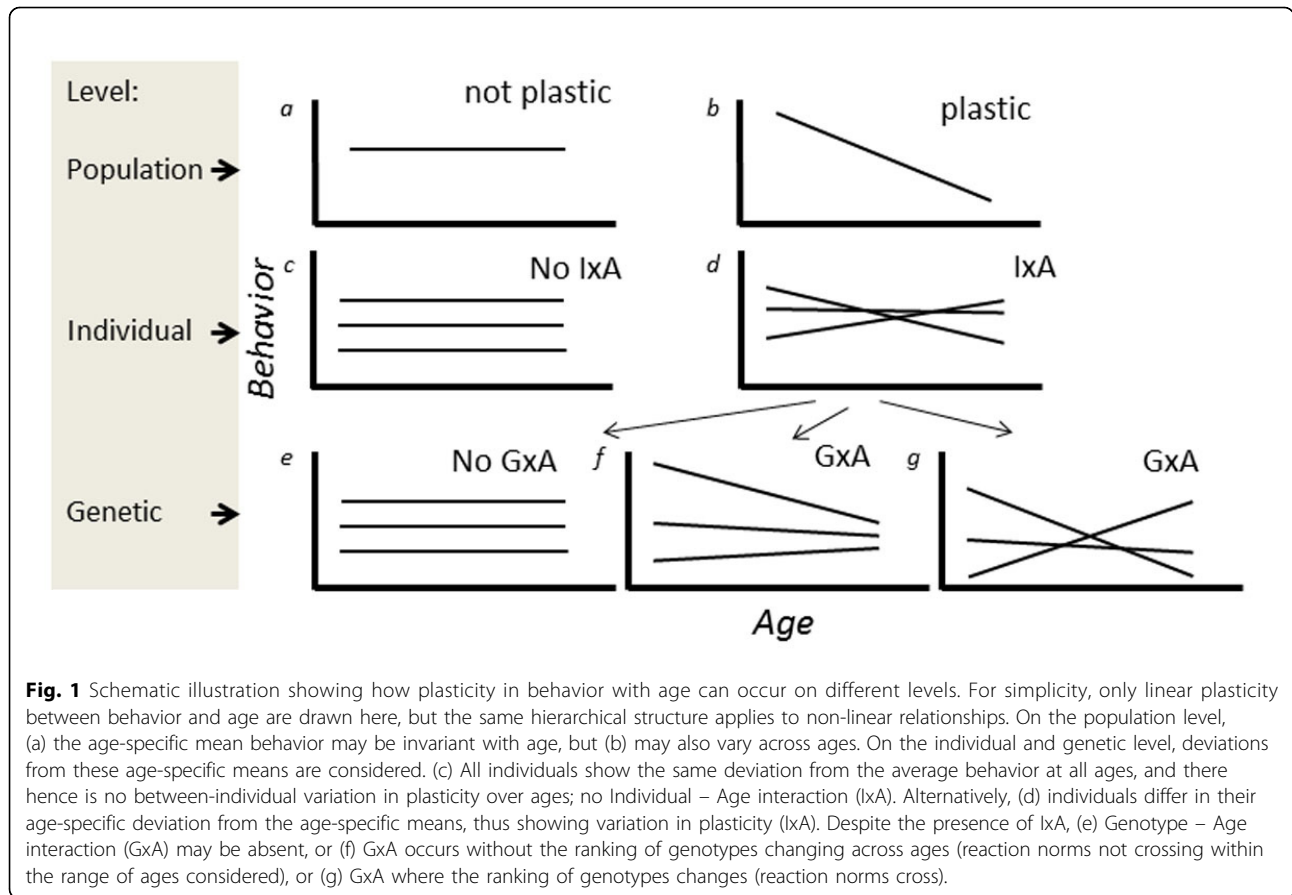 Level:
a
not plastic
b
plastic
Population
c
No IxA
d
IxA
Individual
Behavior
e
No GxA
f
GxA
g
GxA
Genetic
Age
Fig. 1 Schematic illustration showing how plasticity in behavior with age can occur on different levels. For simplicity, only linear plasticity
between behavior and age are drawn here, but the same hierarchical structure applies to non-linear relationships. On the population level,
(a) the age-specific mean behavior may be invariant with age, but (b) may also vary across ages. On the individual and genetic level, deviations
from these age-specific means are considered. (c) All individuals show the same deviation from the average behavior at all ages, and there
hence is no between-individual variation in plasticity over ages; no Individual – Age interaction (IxA). Alternatively, (d) individuals differ in their
age-specific deviation from the age-specific means, thus showing variation in plasticity (IxA). Despite the presence of IxA, (e) Genotype – Age
interaction (GxA) may be absent, or (f) GxA occurs without the ranking of genotypes changing across ages (reaction norms not crossing within
the range of ages considered), or (g) GxA where the ranking of genotypes changes (reaction norms cross).